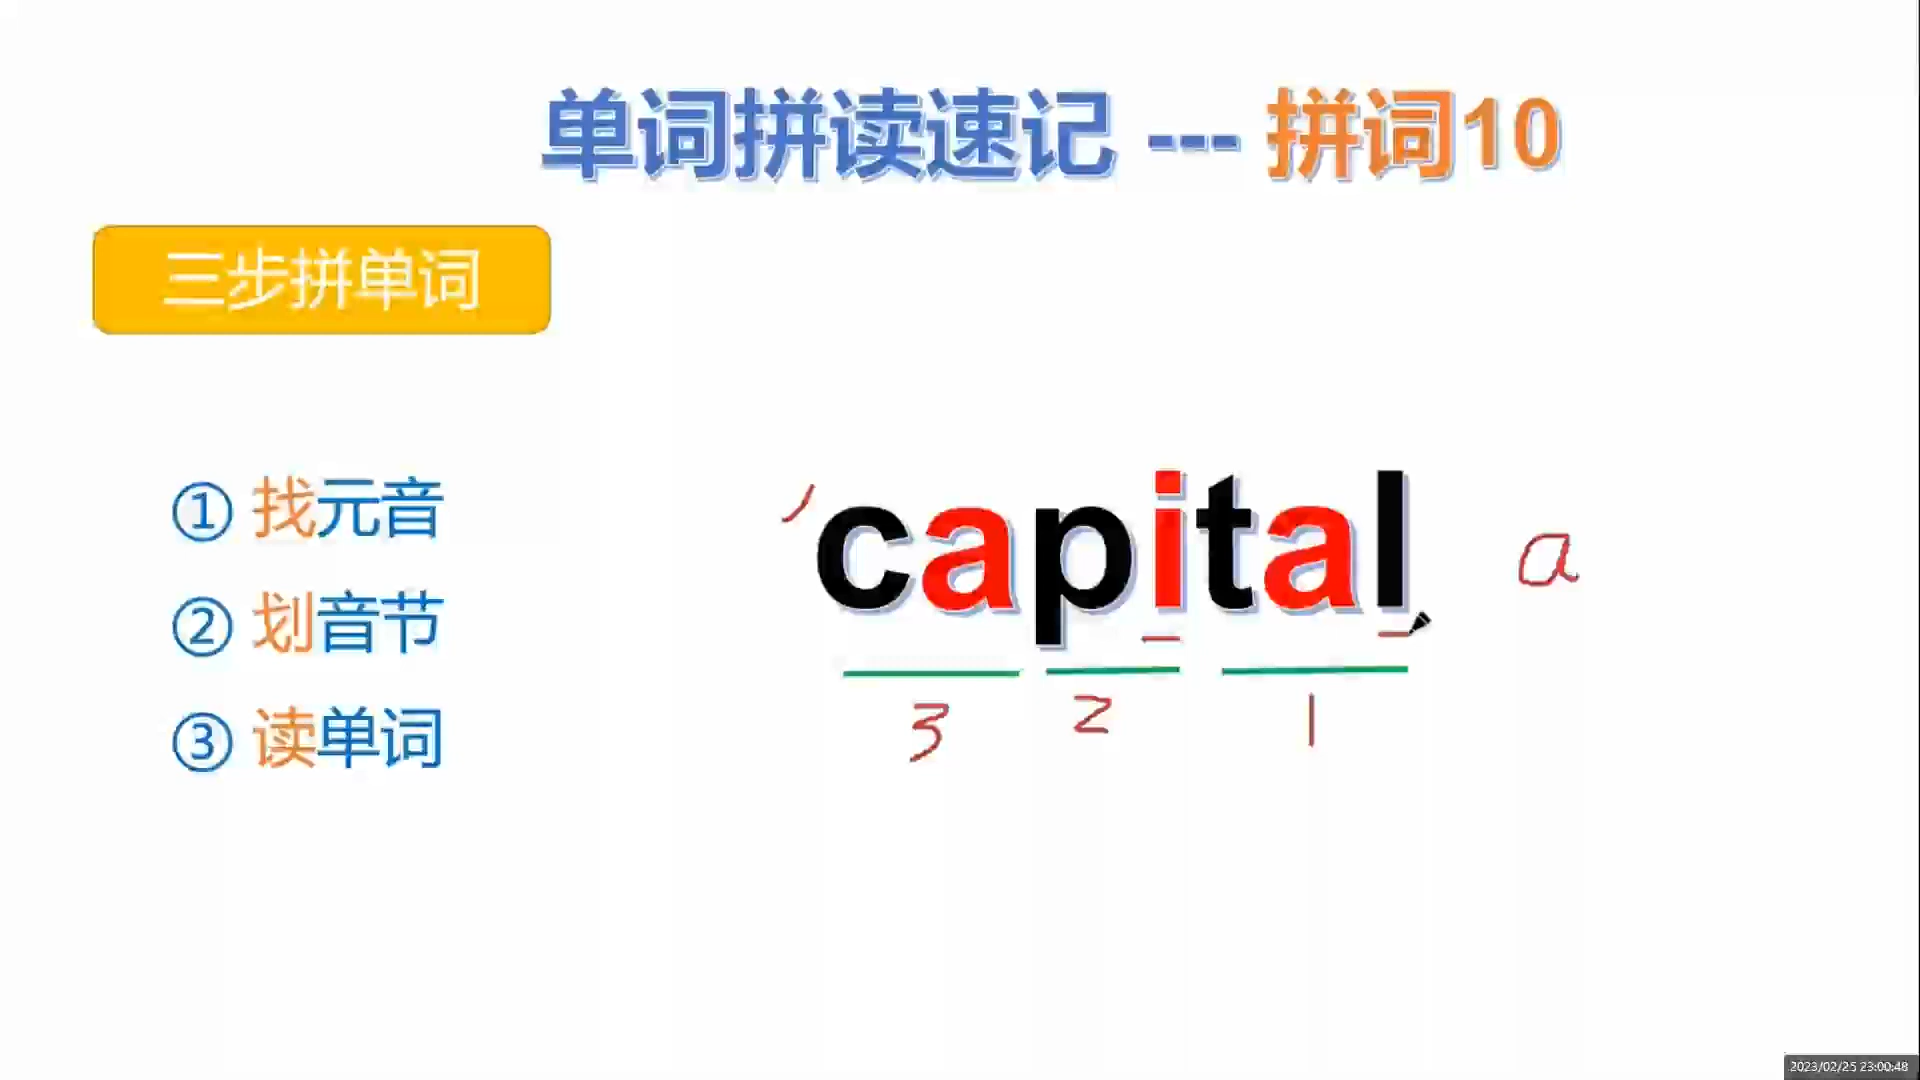 单词拼读速记 --- 拼词10
三步拼单词
① 找元音
② 划音节
③ 读单词
capital
a
3 2 1
2023/02/25 23:00:48